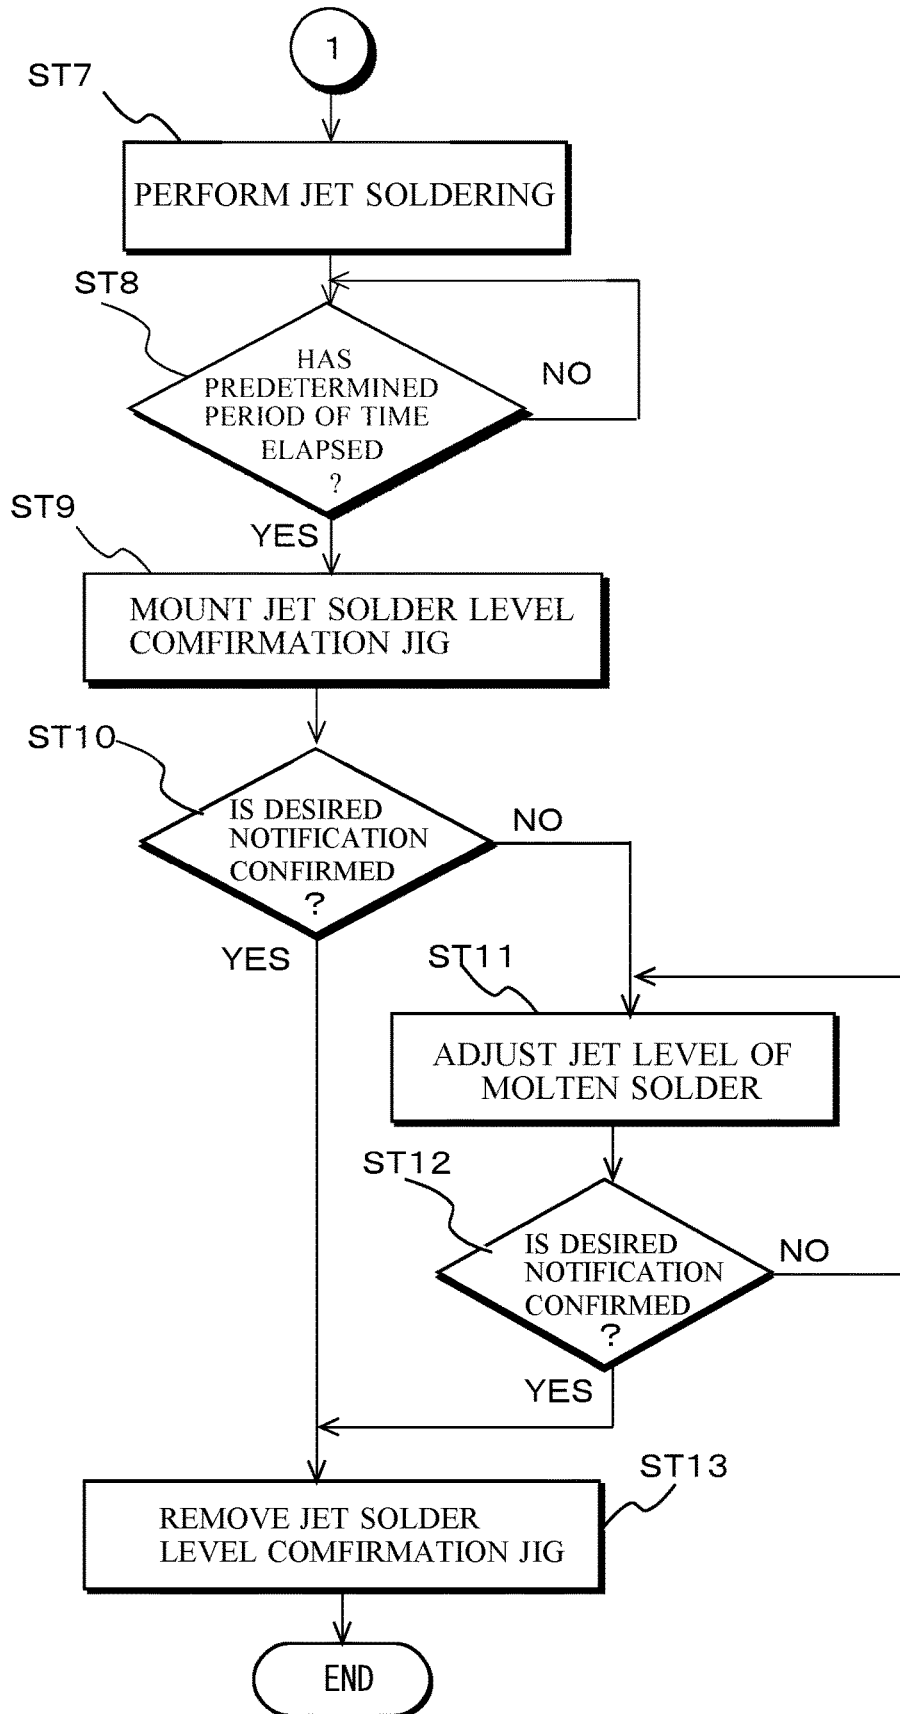 1
ST7
PERFORM JET SOLDERING
ST8
HAS
PREDETERMINED
PERIOD OF TIME
ELAPSED
?
NO
YES
ST9
MOUNT JET SOLDER LEVEL
COMFIRMATION JIG
ST10
IS DESIRED
NOTIFICATION
CONFIRMED
?
NO
YES
ST11
ADJUST JET LEVEL OF
MOLTEN SOLDER
ST12
IS DESIRED
NOTIFICATION
CONFIRMED
?
NO
YES
ST13
REMOVE JET SOLDER
LEVEL COMFIRMATION JIG
END